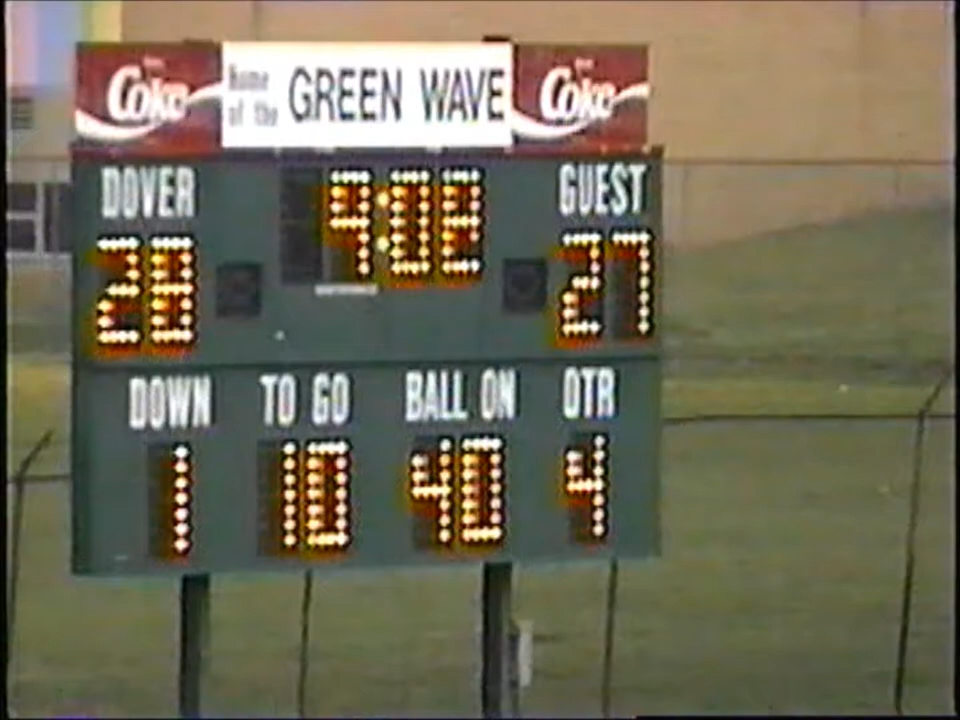 Coke Home of the GREEN WAVE Coke
DOVER 9:02 GUEST
28 27
DOWN TO GO BALL ON QTR
1 10 40 4